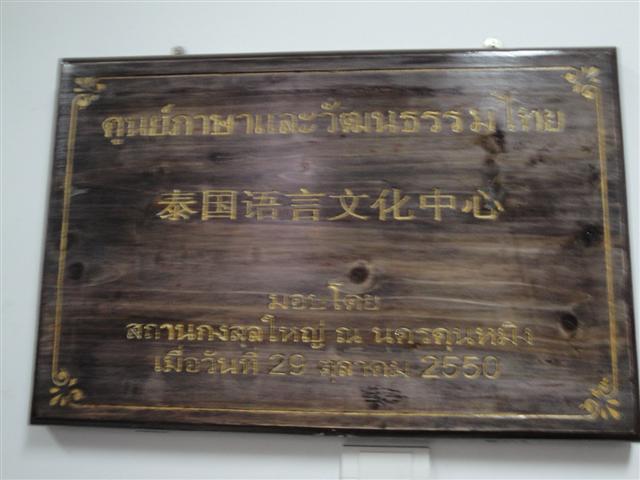 ศูนย์ภาษาและวัฒนธรรมไทย
泰国语言文化中心
มอบโดย
สถานกงสุลใหญ่ ณ นครคุนหมิง
เมื่อวันที่ 29 ตุลาคม 2550